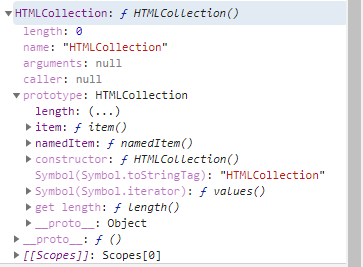 HTMLCollection: ƒ HTMLCollection()
length: 0
name: "HTMLCollection"
arguments: null
caller: null
prototype: HTMLCollection
length: (...)
item: ƒ item()
namedItem: ƒ namedItem()
constructor: ƒ HTMLCollection()
Symbol(Symbol.toStringTag): "HTMLCollection"
Symbol(Symbol.iterator): ƒ values()
get length: ƒ length()
__proto__: Object
__proto__: ƒ ()
[[Scopes]]: Scopes[0]